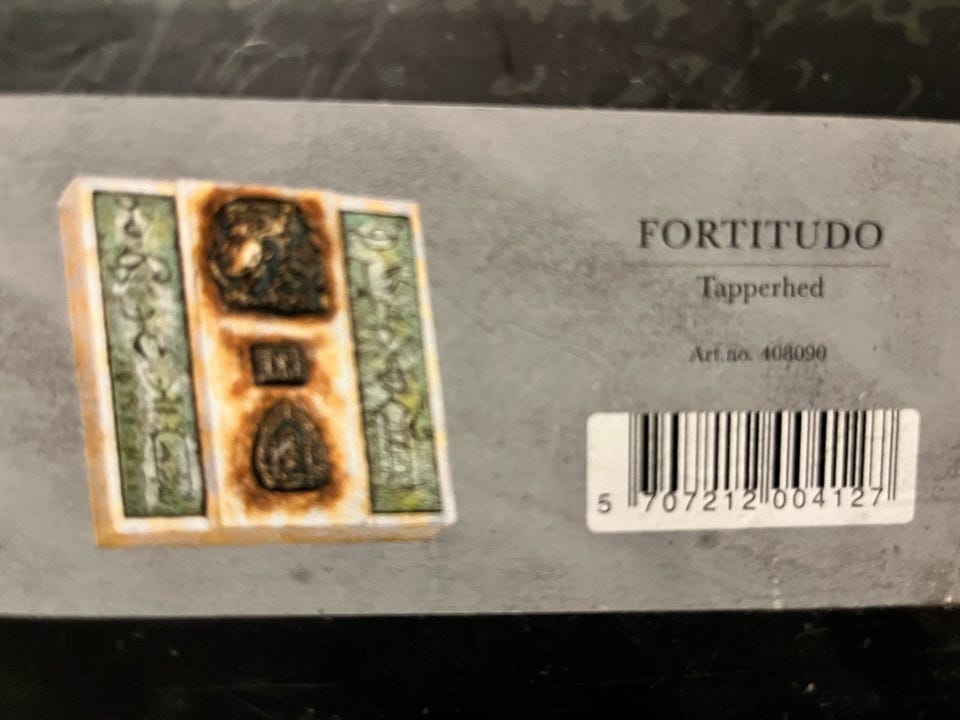 FORTITUDO
Tapperhed
Art.no. 408090
5 707212 004127